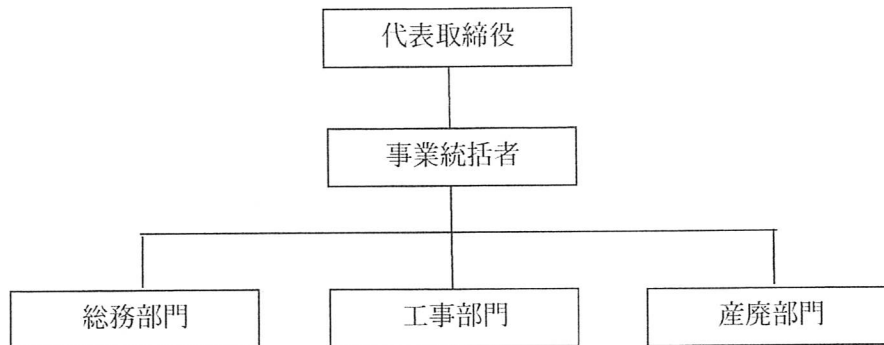 代表取締役
事業統括者
総務部門
工事部門
産廃部門